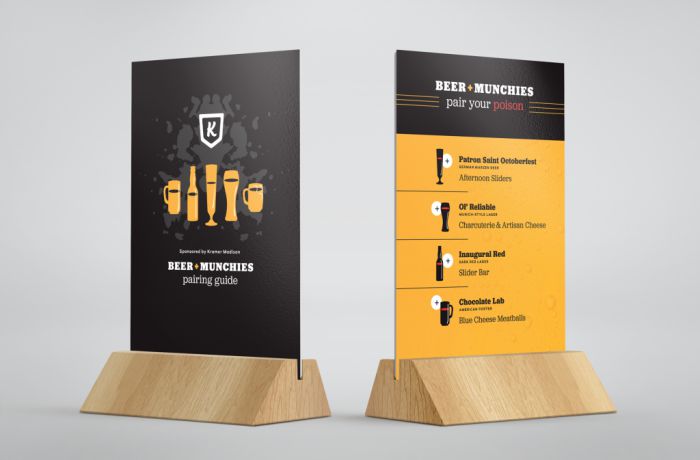 K
Sponsored by Kramer Madison
BEER+MUNCHIES
pairing guide
BEER+MUNCHIES
pair your poison
Patron Saint Octoberfest
GERMAN MARZEN BEER
Afternoon Sliders
Ol' Reliable
MUNICH-STYLE LAGER
Charcuterie & Artisan Cheese
Inaugural Red
DARK RED LAGER
Slider Bar
Chocolate Lab
AMERICAN PORTER
Blue Cheese Meatballs